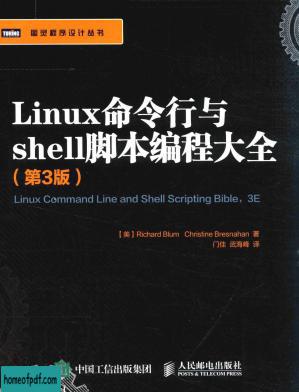 TURING
图灵程序设计丛书
Linux命令行与
shell脚本编程大全
（第3版）
Linux Command Line and Shell Scripting Bible, 3E
【美】Richard Blum Christine Bresnahan 著
门佳 武海峰 译
homeofpdf.com
中国工信出版集团
人民邮电出版社
homeofpdf.com